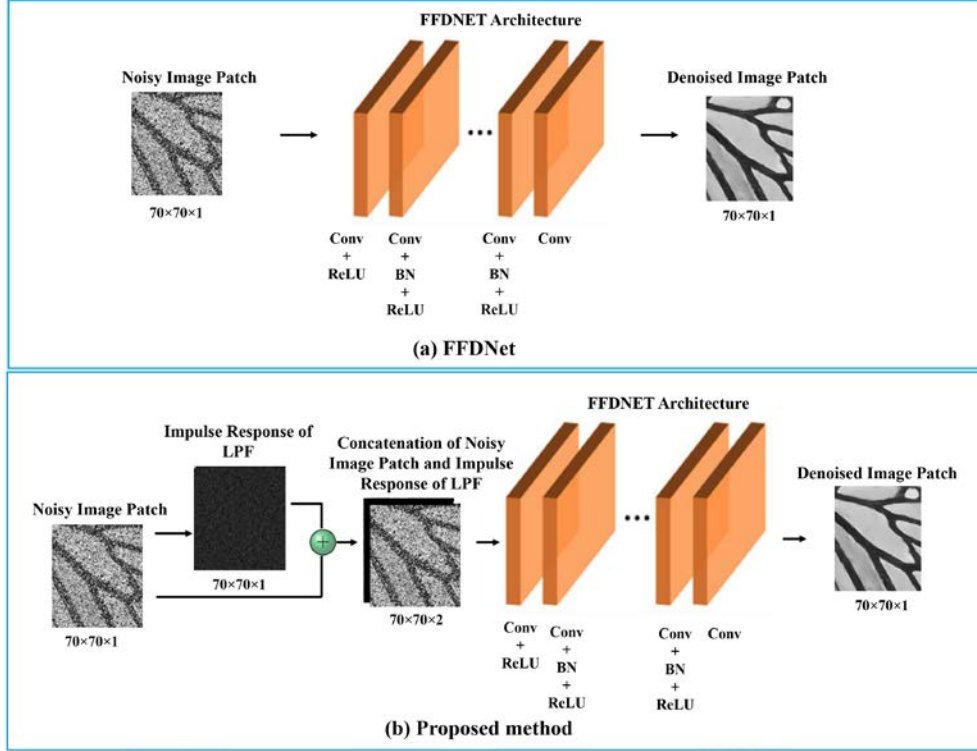 FFDNET Architecture
Noisy Image Patch
Denoised Image Patch
70×70×1
70×70×1
Conv
+
ReLU
Conv
+
BN
+
ReLU
Conv
+
BN
+
ReLU
Conv
(a) FFDNet
FFDNET Architecture
Impulse Response of
LPF
Concatenation of Noisy
Image Patch and Impulse
Response of LPF
Denoised Image Patch
Noisy Image Patch
+
70×70×1
70×70×1
70×70×2
70×70×1
Conv
+
ReLU
Conv
+
BN
+
ReLU
Conv
+
BN
+
ReLU
Conv
(b) Proposed method